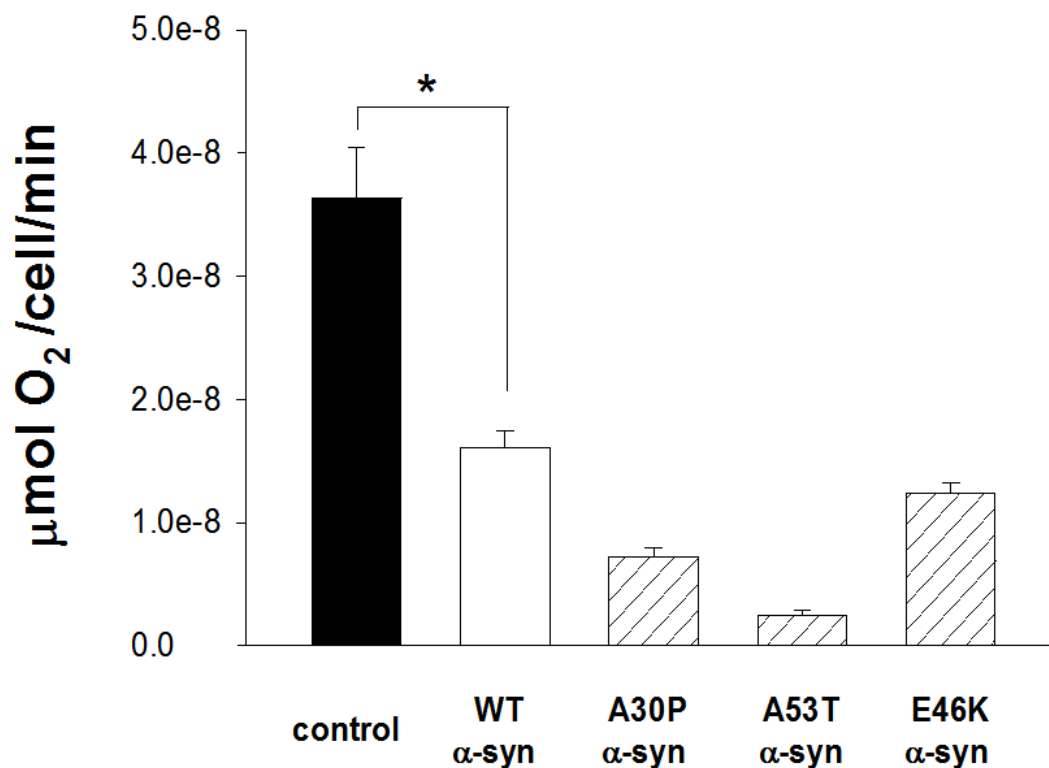 μmol O₂/cell/min
5.0e-8
4.0e-8
3.0e-8
2.0e-8
1.0e-8
0.0
*
control
WT α-syn
A30P α-syn
A53T α-syn
E46K α-syn